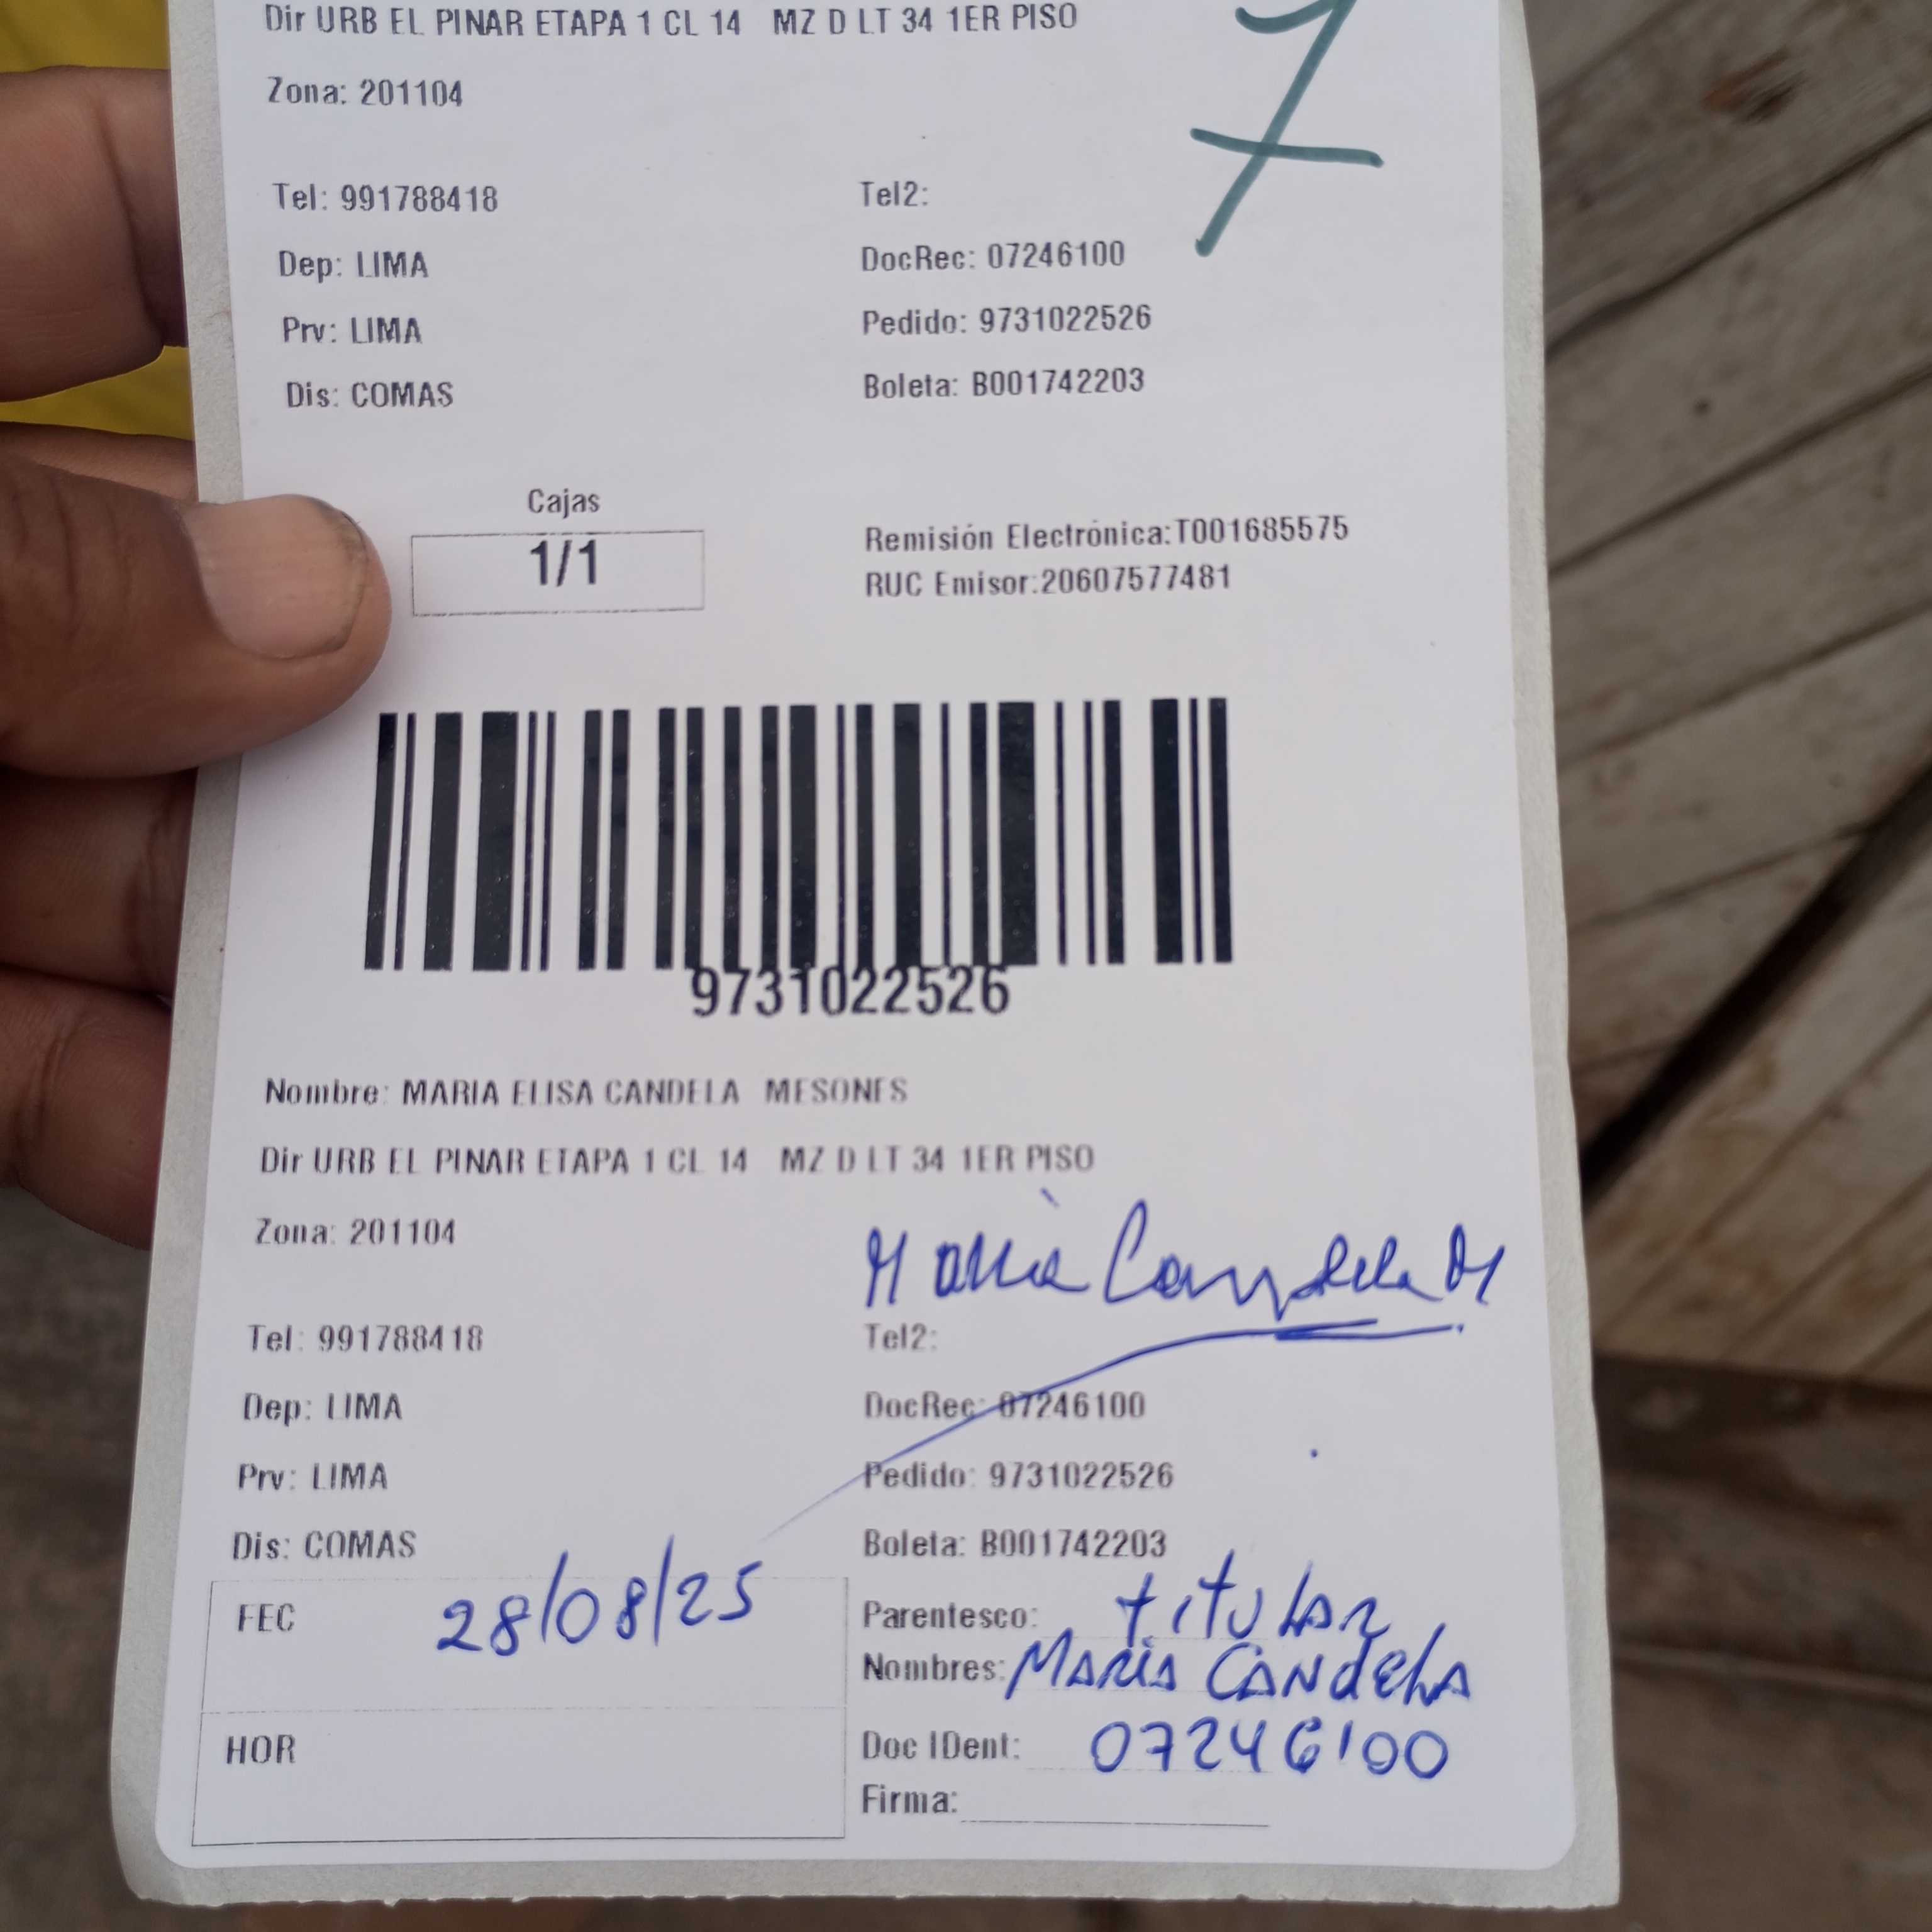 Dir URB EL PINAR ETAPA 1 CL 14 MZ D LT 34 1ER PISO
7
Zona: 201104
Tel: 991788418 Tel2:
Dep: LIMA DocRec: 07246100
Prv: LIMA Pedido: 9731022526
Dis: COMAS Boleta: B001742203
Cajas
1/1
Remisión Electrónica:T001685575
RUC Emisor:20607577481
9731022526
Nombre: MARIA ELISA CANDELA MESONES
Dir URB EL PINAR ETAPA 1 CL 14 MZ D LT 34 1ER PISO
Zona: 201104
Maria Candela M
Tel: 991788418 Tel2:
Dep: LIMA DocRec: 07246100
Prv: LIMA Pedido: 9731022526
Dis: COMAS Boleta: B001742203
FEC 28/08/25
Parentesco: titular
Nombres: Maria Candela
HOR
Doc IDent: 07246100
Firma: